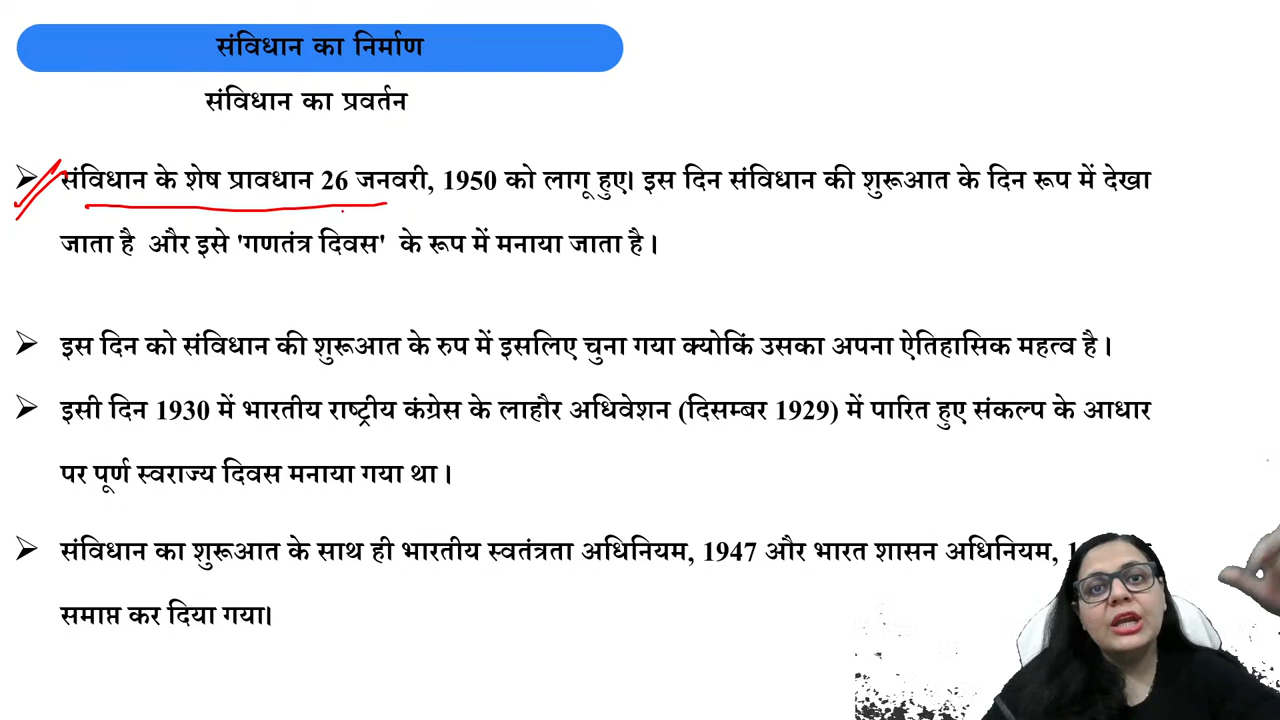 संविधान का निर्माण
संविधान का प्रवर्तन
संविधान के शेष प्रावधान 26 जनवरी, 1950 को लागू हुए। इस दिन संविधान की शुरूआत के दिन रूप में देखा
जाता है और इसे 'गणतंत्र दिवस' के रूप में मनाया जाता है।
इस दिन को संविधान की शुरूआत के रुप में इसलिए चुना गया क्योकिं उसका अपना ऐतिहासिक महत्व है।
इसी दिन 1930 में भारतीय राष्ट्रीय कंग्रेस के लाहौर अधिवेशन (दिसम्बर 1929) में पारित हुए संकल्प के आधार
पर पूर्ण स्वराज्य दिवस मनाया गया था।
संविधान का शुरूआत के साथ ही भारतीय स्वतंत्रता अधिनियम, 1947 और भारत शासन अधिनियम,
समाप्त कर दिया गया।